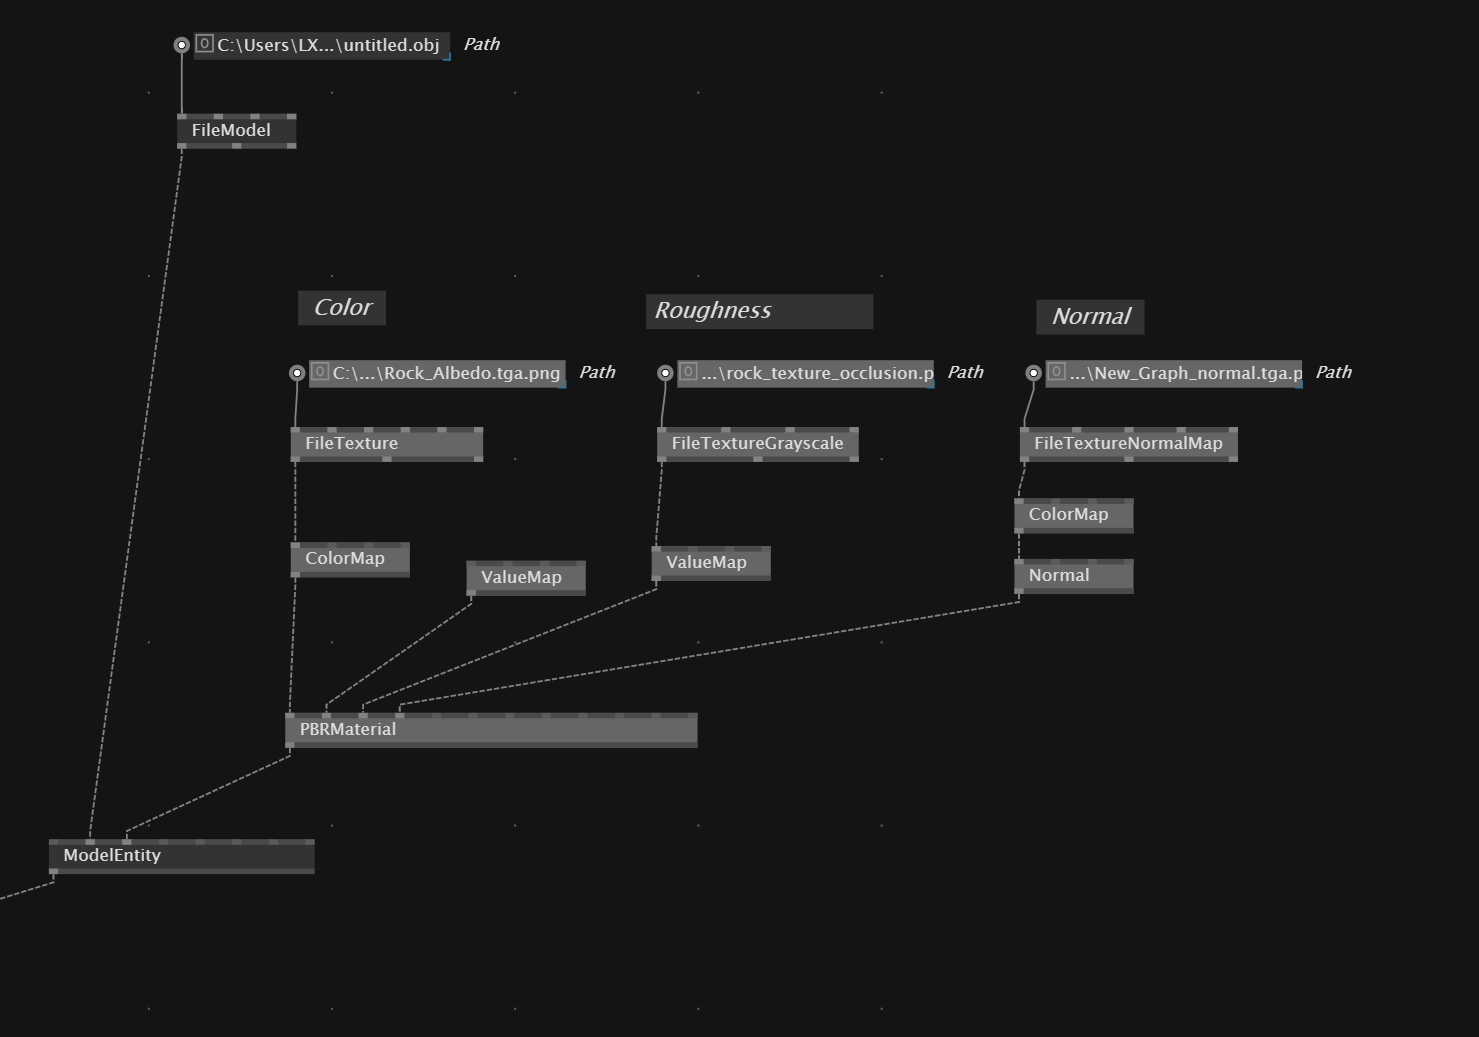 C:\Users\LX...\untitled.obj Path
FileModel
Color
Roughness
Normal
C:\...\Rock_Albedo.tga.png Path
...\rock_texture_occlusion.p Path
...\New_Graph_normal.tga.p Path
FileTexture
FileTextureGrayscale
FileTextureNormalMap
ColorMap
ColorMap
ValueMap
ValueMap
Normal
PBRMaterial
ModelEntity